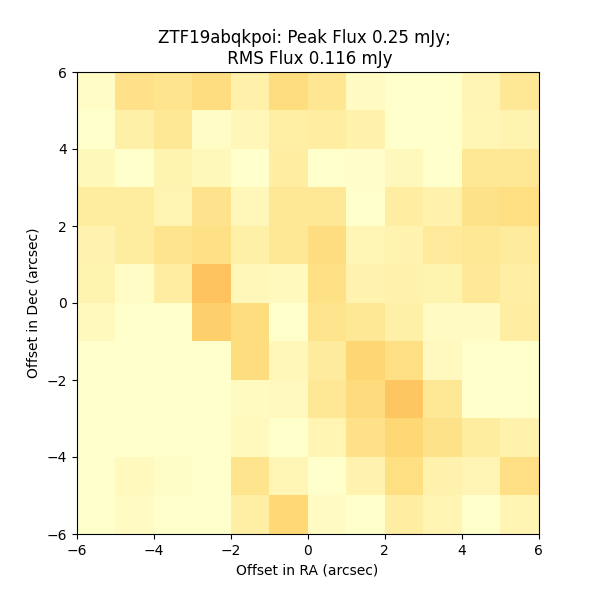 ZTF19abqkpoi: Peak Flux 0.25 mJy;
RMS Flux 0.116 mJy
6
4
2
0
−2
−4
−6
Offset in Dec (arcsec)
−6 −4 −2 0 2 4 6
Offset in RA (arcsec)